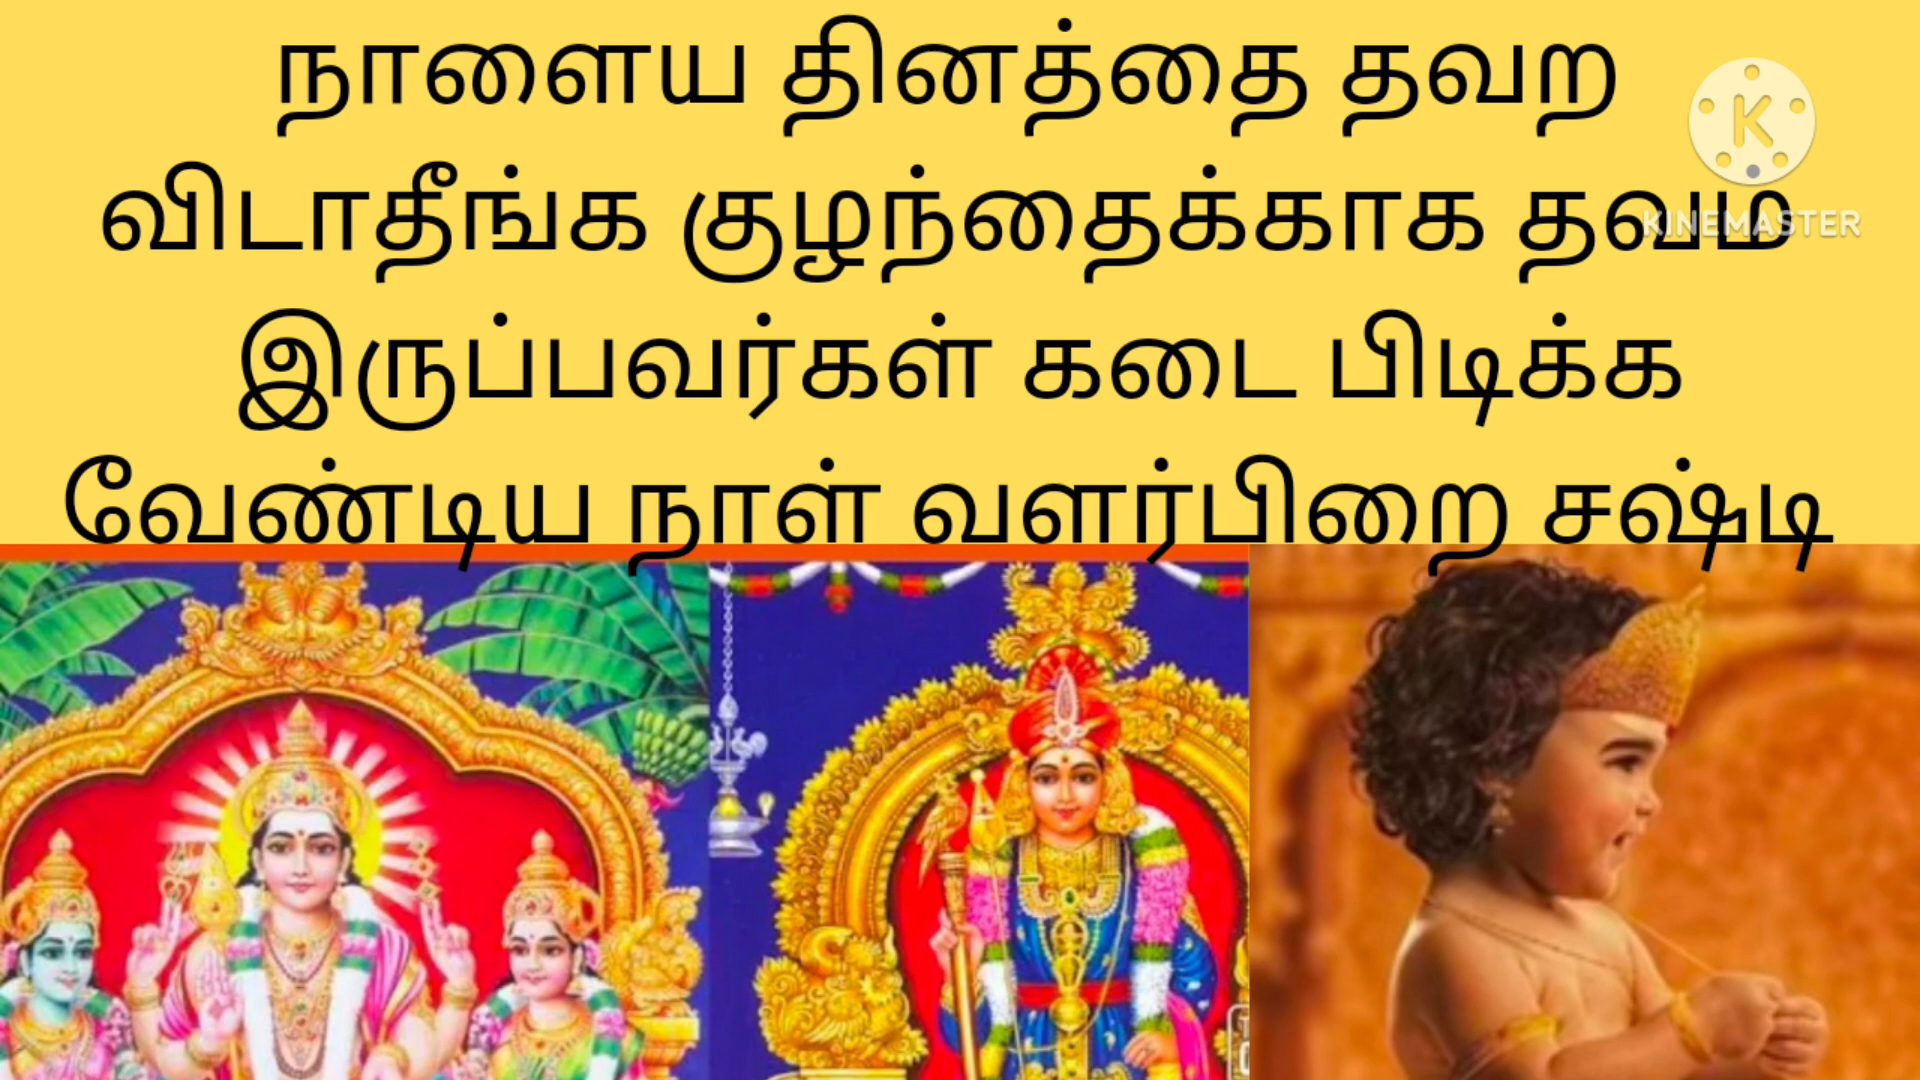 நாளைய தினத்தை தவற
விடாதீங்க குழந்தைக்காக தவம்
இருப்பவர்கள் கடை பிடிக்க
வேண்டிய நாள் வளர்பிறை சஷ்டி
K
KINEMASTER